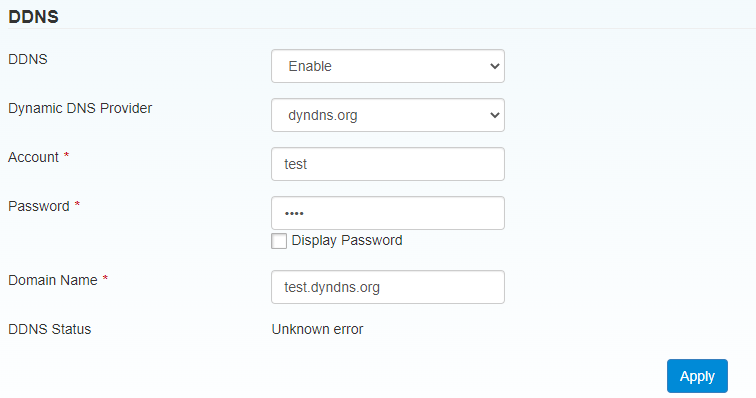 DDNS
DDNS Enable
Dynamic DNS Provider dyndns.org
Account * test
Password * ••••
Display Password
Domain Name * test.dyndns.org
DDNS Status Unknown error
Apply